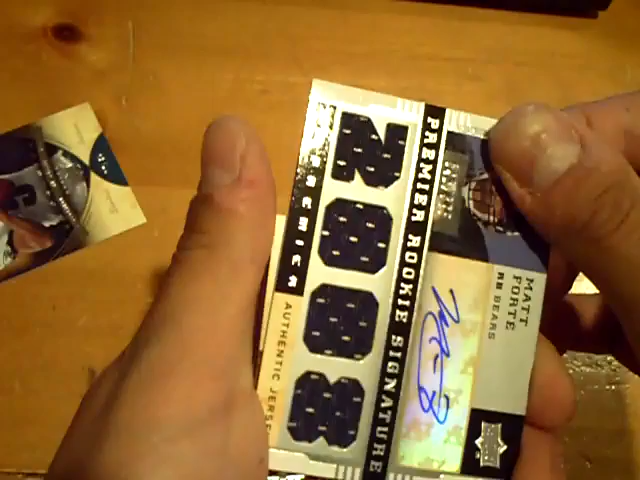 2008
AUTHENTIC JERSE
PREMIER ROOKIE SIGNATURE
MATT
FORTE
RB BEARS